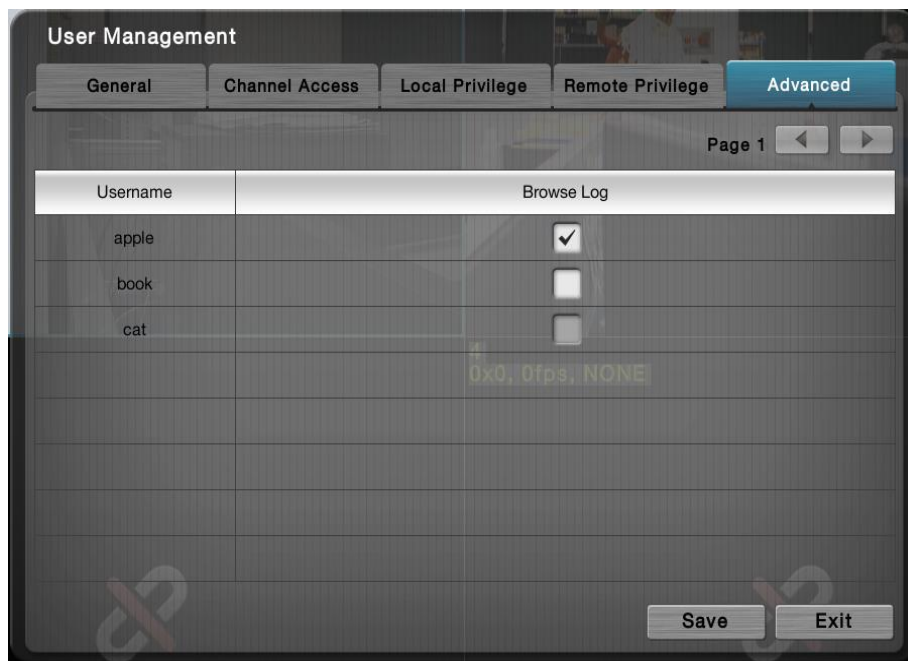 User Management
General Channel Access Local Privilege Remote Privilege Advanced
Page 1
Username Browse Log
apple
book
cat
4
0x0, 0fps, NONE
Save Exit